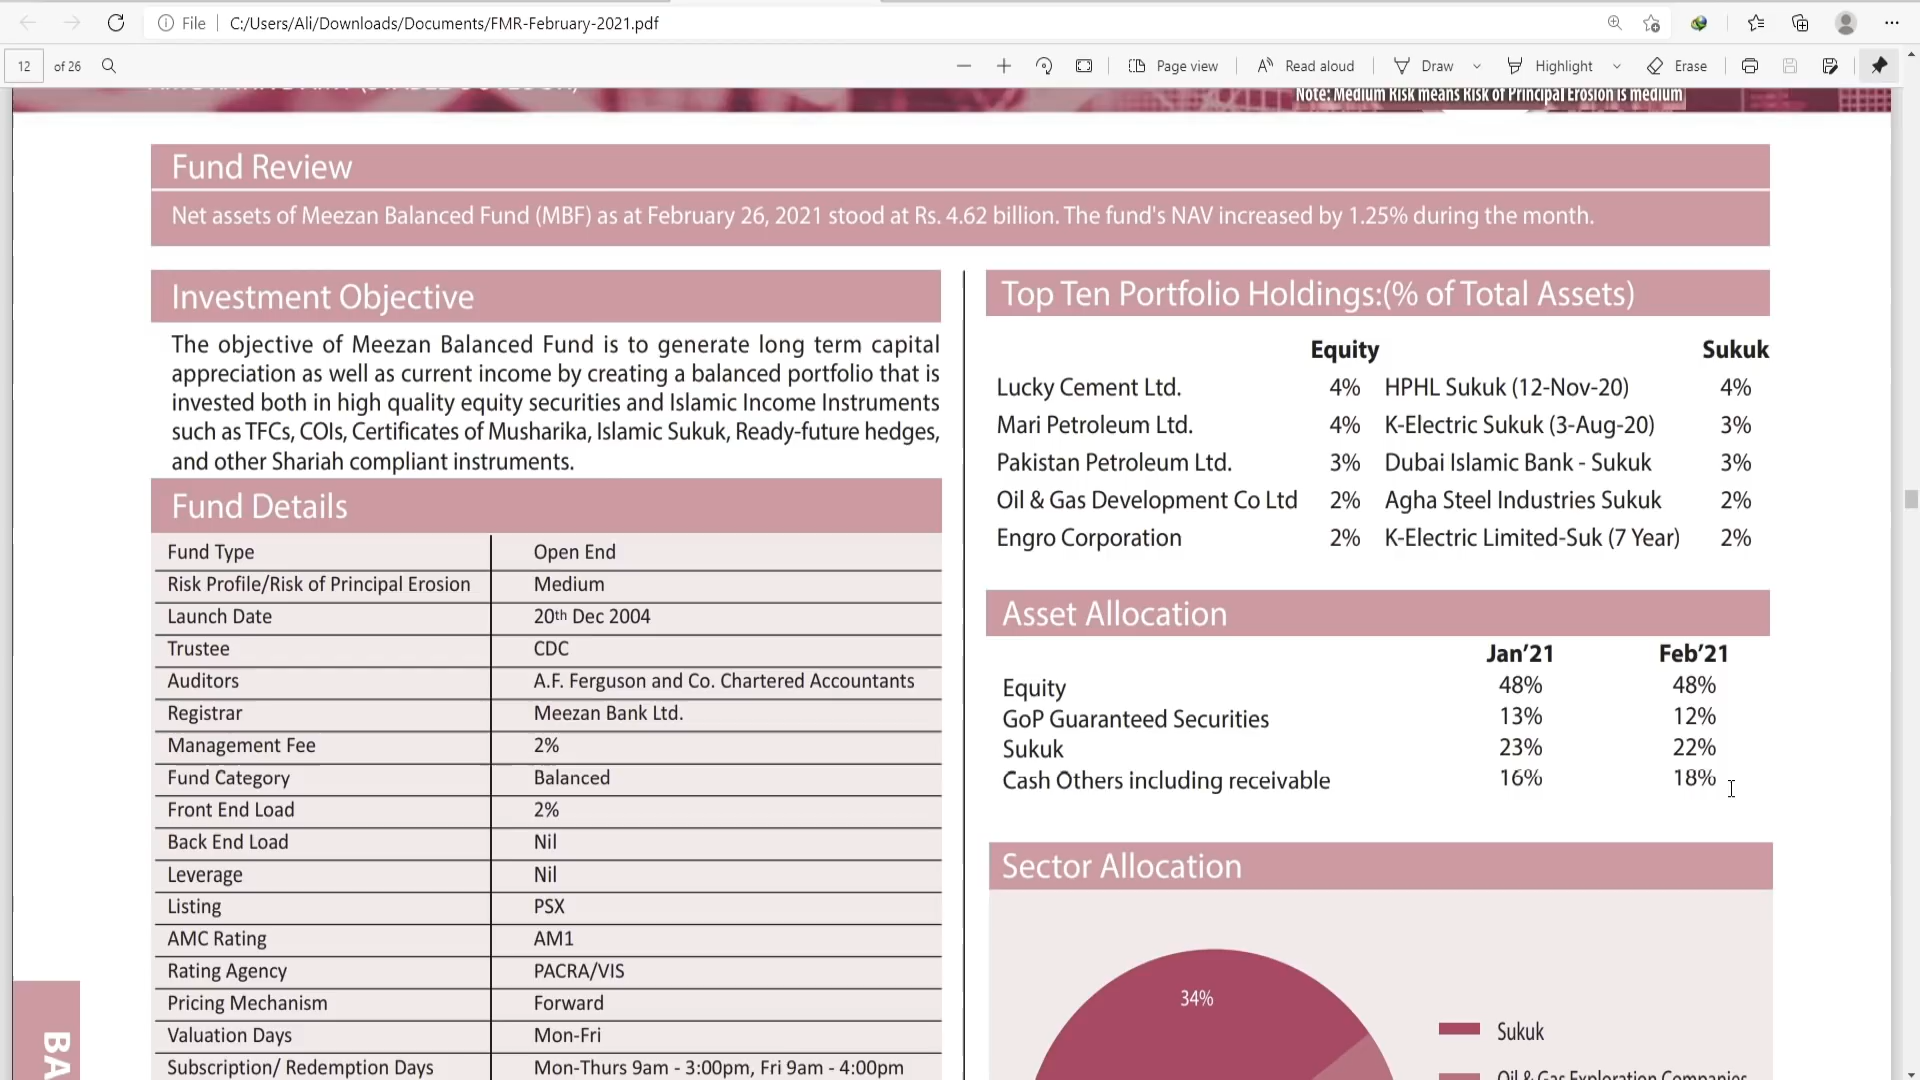 File
C:/Users/Ali/Downloads/Documents/FMR-February-2021.pdf
12 of 26
Page view
Read aloud
Draw
Highlight
Erase
Note: Medium Risk means Risk of Principal Erosion is medium
Fund Review
Net assets of Meezan Balanced Fund (MBF) as at February 26, 2021 stood at Rs. 4.62 billion. The fund's NAV increased by 1.25% during the month.
Investment Objective
The objective of Meezan Balanced Fund is to generate long term capital
appreciation as well as current income by creating a balanced portfolio that is
invested both in high quality equity securities and Islamic Income Instruments
such as TFCs, COIs, Certificates of Musharika, Islamic Sukuk, Ready-future hedges,
and other Shariah compliant instruments.
Fund Details
Fund Type Open End
Risk Profile/Risk of Principal Erosion Medium
Launch Date 20th Dec 2004
Trustee CDC
Auditors A.F. Ferguson and Co. Chartered Accountants
Registrar Meezan Bank Ltd.
Management Fee 2%
Fund Category Balanced
Front End Load 2%
Back End Load Nil
Leverage Nil
Listing PSX
AMC Rating AM1
Rating Agency PACRA/VIS
Pricing Mechanism Forward
Valuation Days Mon-Fri
Subscription/ Redemption Days Mon-Thurs 9am - 3:00pm, Fri 9am - 4:00pm
Top Ten Portfolio Holdings:(% of Total Assets)
Equity Sukuk
Lucky Cement Ltd. 4% HPHL Sukuk (12-Nov-20) 4%
Mari Petroleum Ltd. 4% K-Electric Sukuk (3-Aug-20) 3%
Pakistan Petroleum Ltd. 3% Dubai Islamic Bank - Sukuk 3%
Oil & Gas Development Co Ltd 2% Agha Steel Industries Sukuk 2%
Engro Corporation 2% K-Electric Limited-Suk (7 Year) 2%
Asset Allocation
Jan’21 Feb’21
Equity 48% 48%
GoP Guaranteed Securities 13% 12%
Sukuk 23% 22%
Cash Others including receivable 16% 18%
Sector Allocation
34%
Sukuk
Oil & Gas Exploration Companies
BA